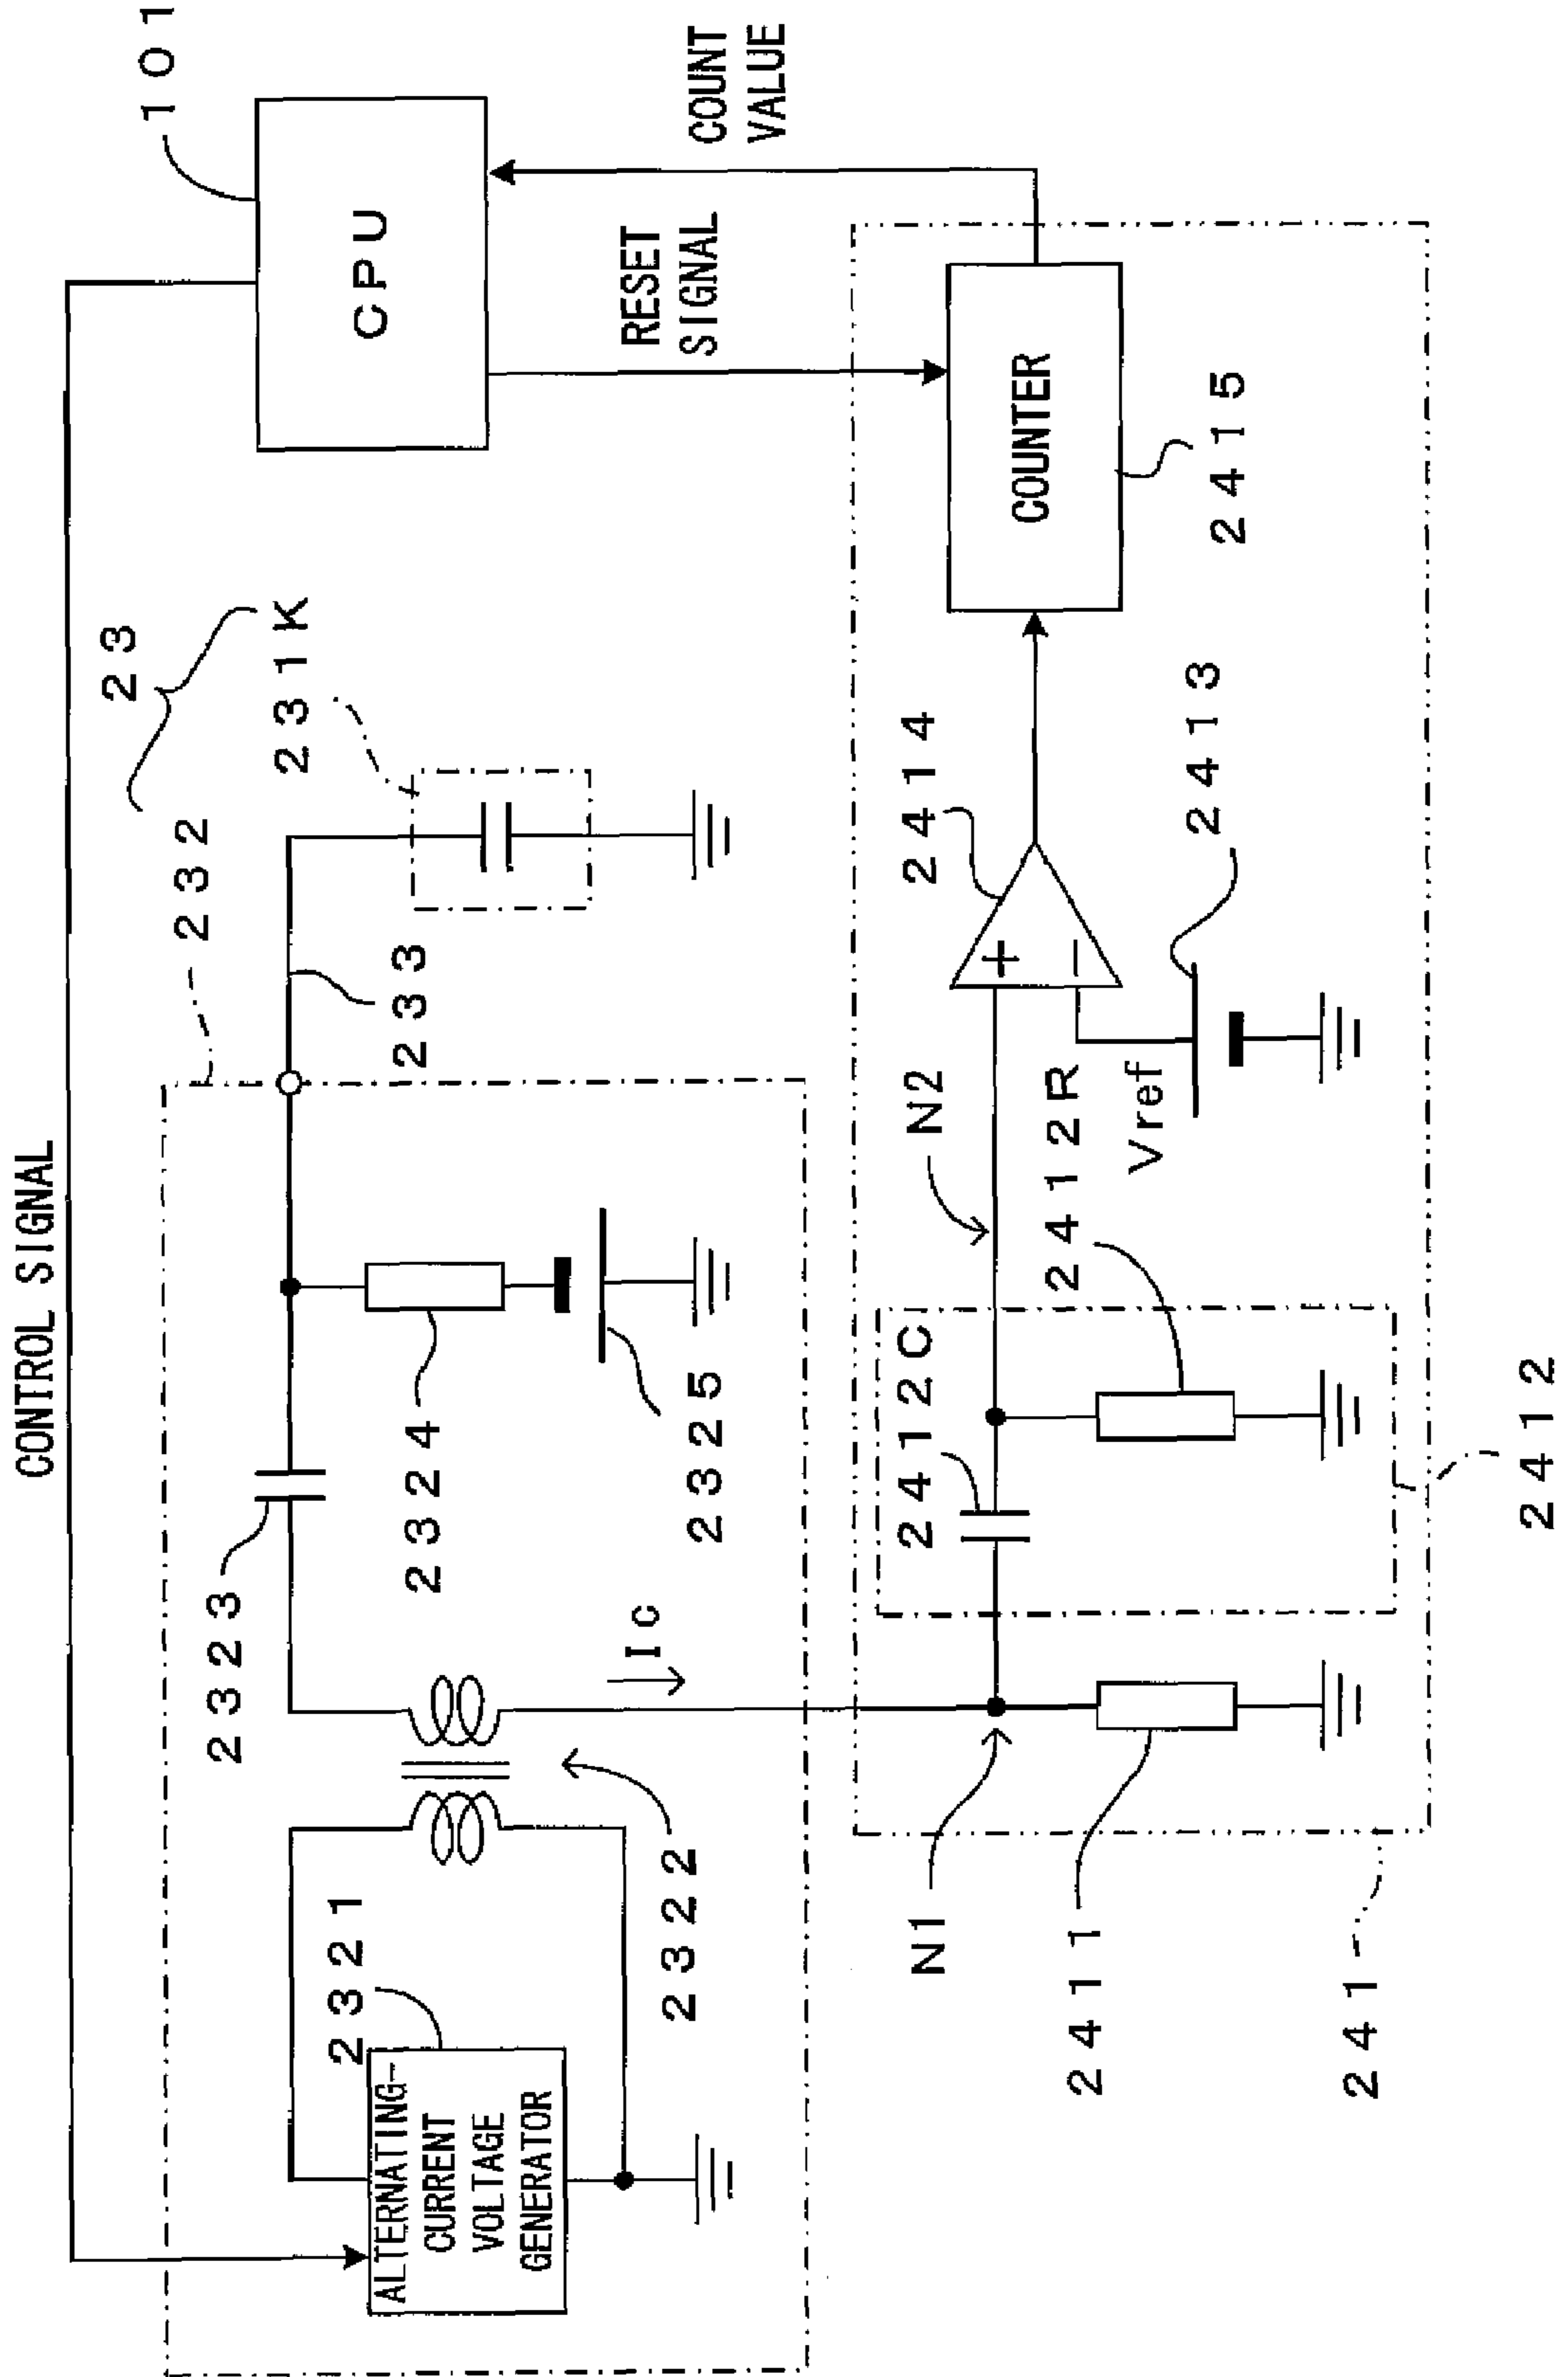 CONTROL SIGNAL
23
101
232
231K
2323
233
CPU
2321
ALTERNATING-
CURRENT
VOLTAGE
GENERATOR
2324
Ic
2322
2325
RESET
SIGNAL
COUNT
VALUE
N1
2412C
N2
2414
+
−
COUNTER
2411
2412R
Vref
2413
2415
241
2412